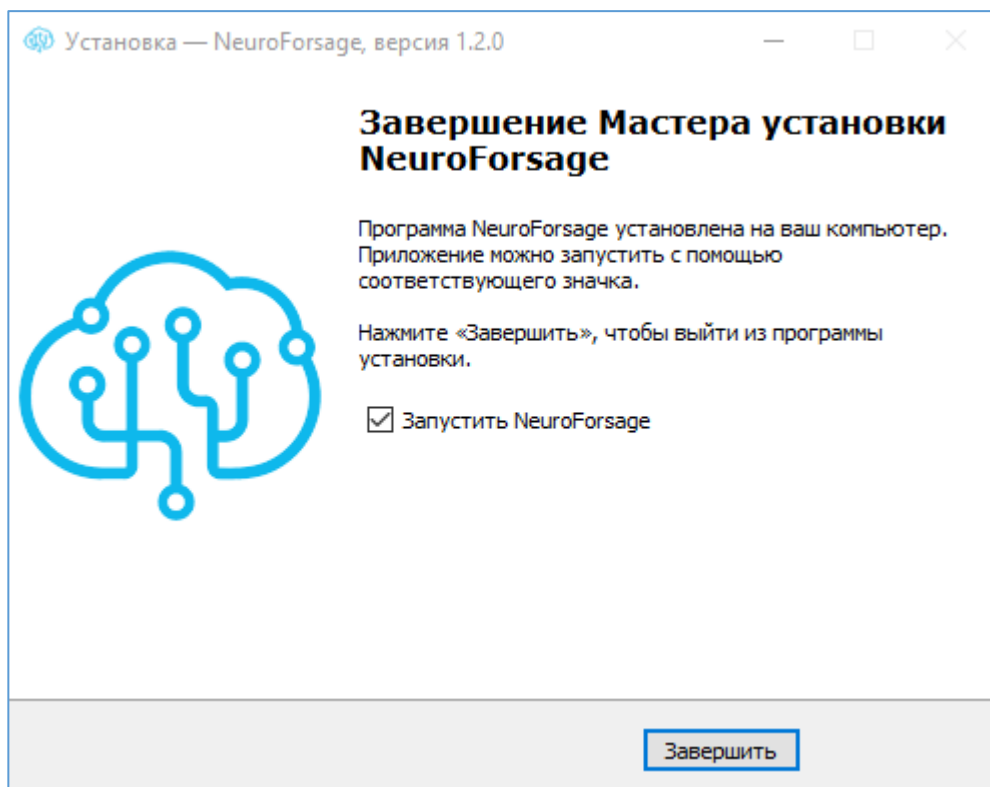 Установка — NeuroForsage, версия 1.2.0
Завершение Мастера установки
NeuroForsage
Программа NeuroForsage установлена на ваш компьютер.
Приложение можно запустить с помощью
соответствующего значка.
Нажмите «Завершить», чтобы выйти из программы
установки.
Запустить NeuroForsage
Завершить